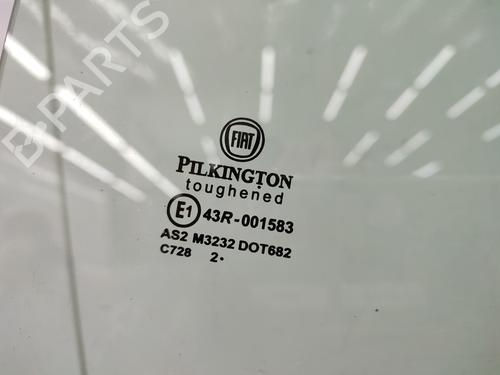 B-PARTS
FIAT
PILKINGTON
toughened
E1 43R-001583
AS2 M3232 DOT682
C728 2.